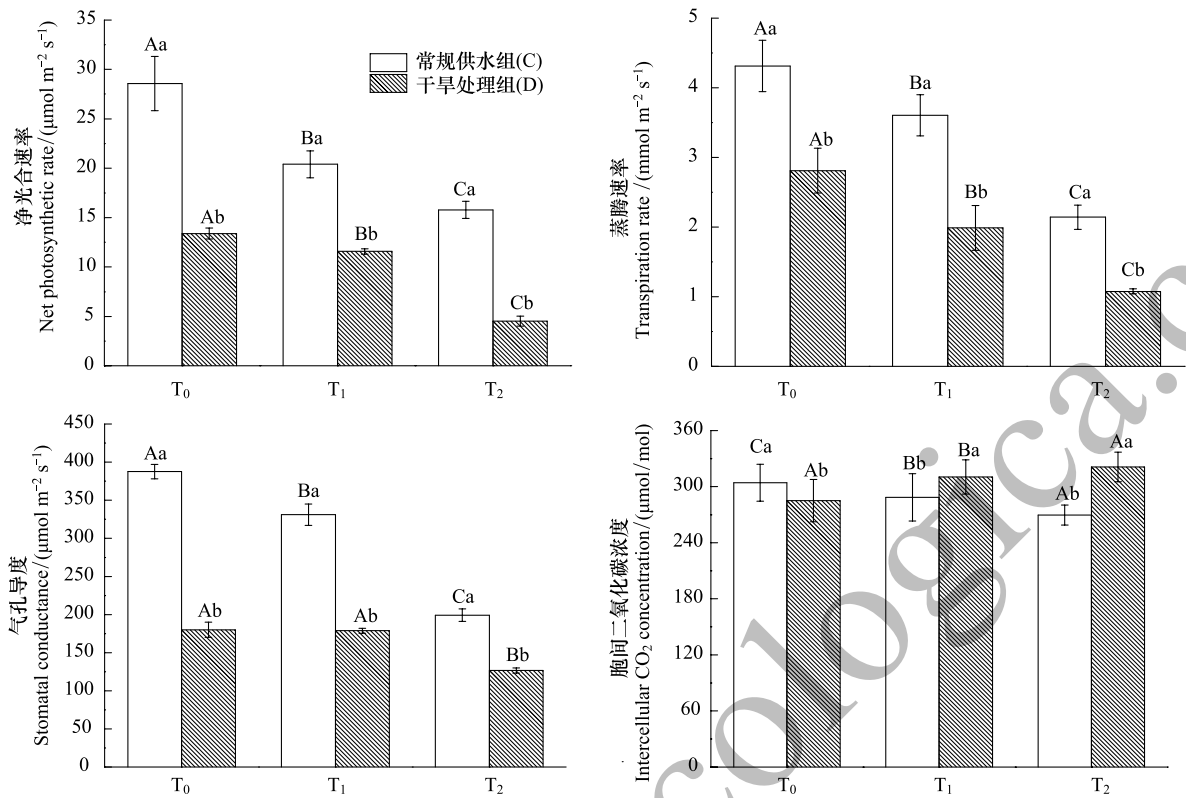 净光合速率
Net photosynthetic rate/(μmol m⁻² s⁻¹)
35
30
25
20
15
10
5
0
Aa
Ab
Ba
Bb
Ca
Cb
常规供水组(C)
干旱处理组(D)
T₀
T₁
T₂
蒸腾速率
Transpiration rate /(mmol m⁻² s⁻¹)
5
4
3
2
1
0
Aa
Ab
Ba
Bb
Ca
Cb
T₀
T₁
T₂
气孔导度
Stomatal conductance/(μmol m⁻² s⁻¹)
450
400
350
300
250
200
150
100
50
0
Aa
Ab
Ba
Ab
Ca
Bb
T₀
T₁
T₂
胞间二氧化碳浓度
Intercellular CO₂ concentration/(μmol/mol)
360
300
240
180
120
60
0
Ca
Ab
Bb
Ba
Ab
Aa
T₀
T₁
T₂
cologica.c